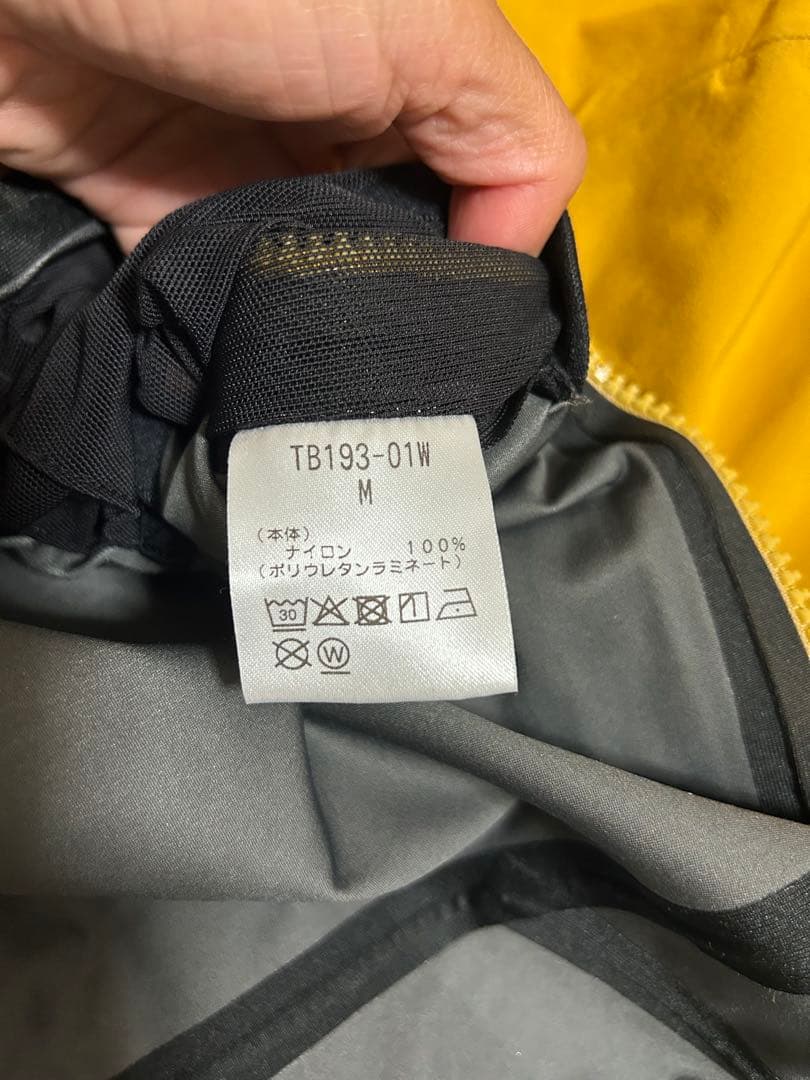 TB193-01W
M
(本体)
ナイロン 100%
(ポリウレタンラミネート)
30
W